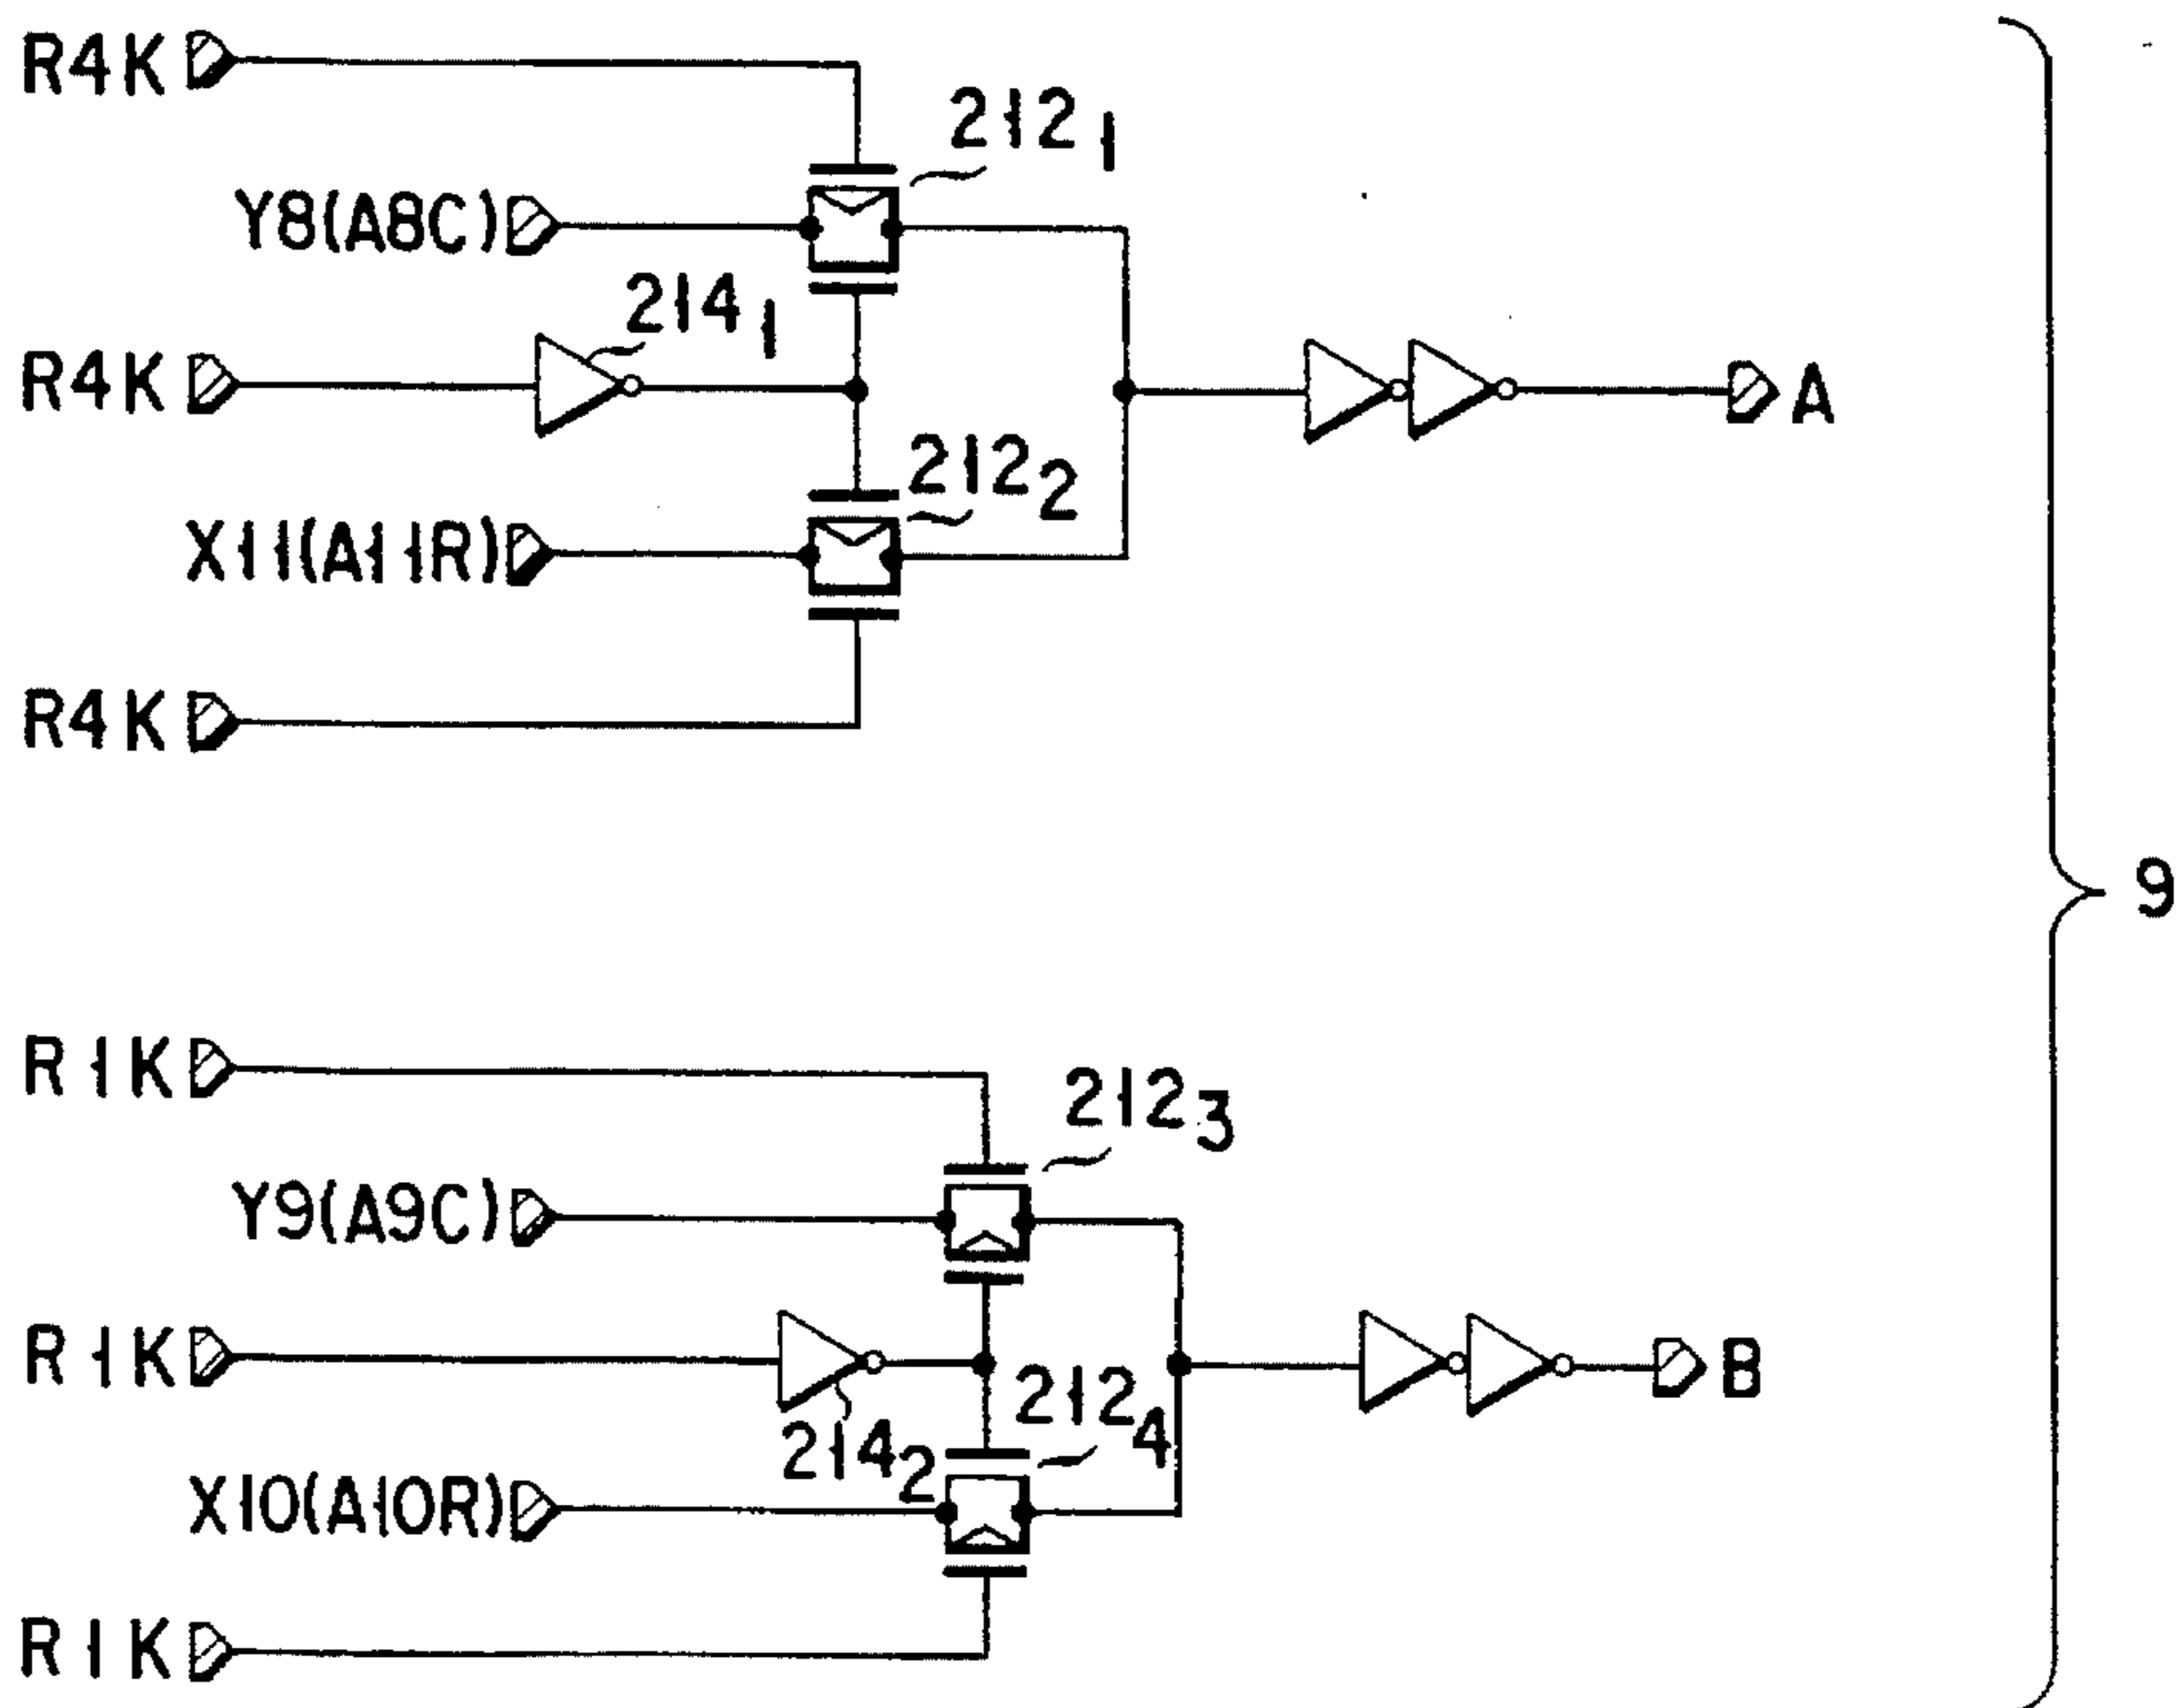 R4K
212₁
Y8(A8C)
214₁
R4K
A
212₂
X11(A11R)
R4K
9
R1K
212₃
Y9(A9C)
R1K
B
212₄
214₂
X10(A10R)
R1K